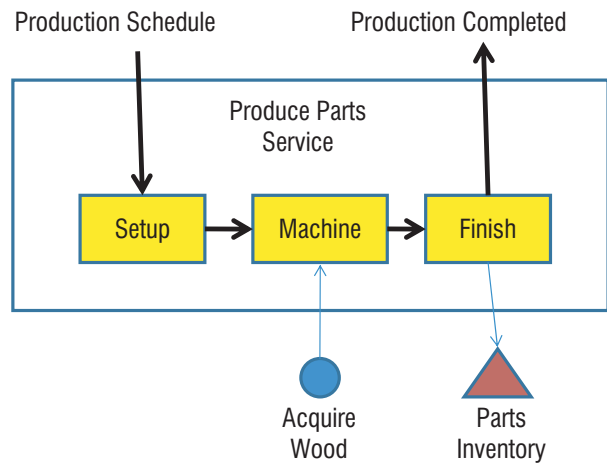 Production Schedule
Production Completed
Produce Parts
Service
Setup
Machine
Finish
Acquire
Wood
Parts
Inventory